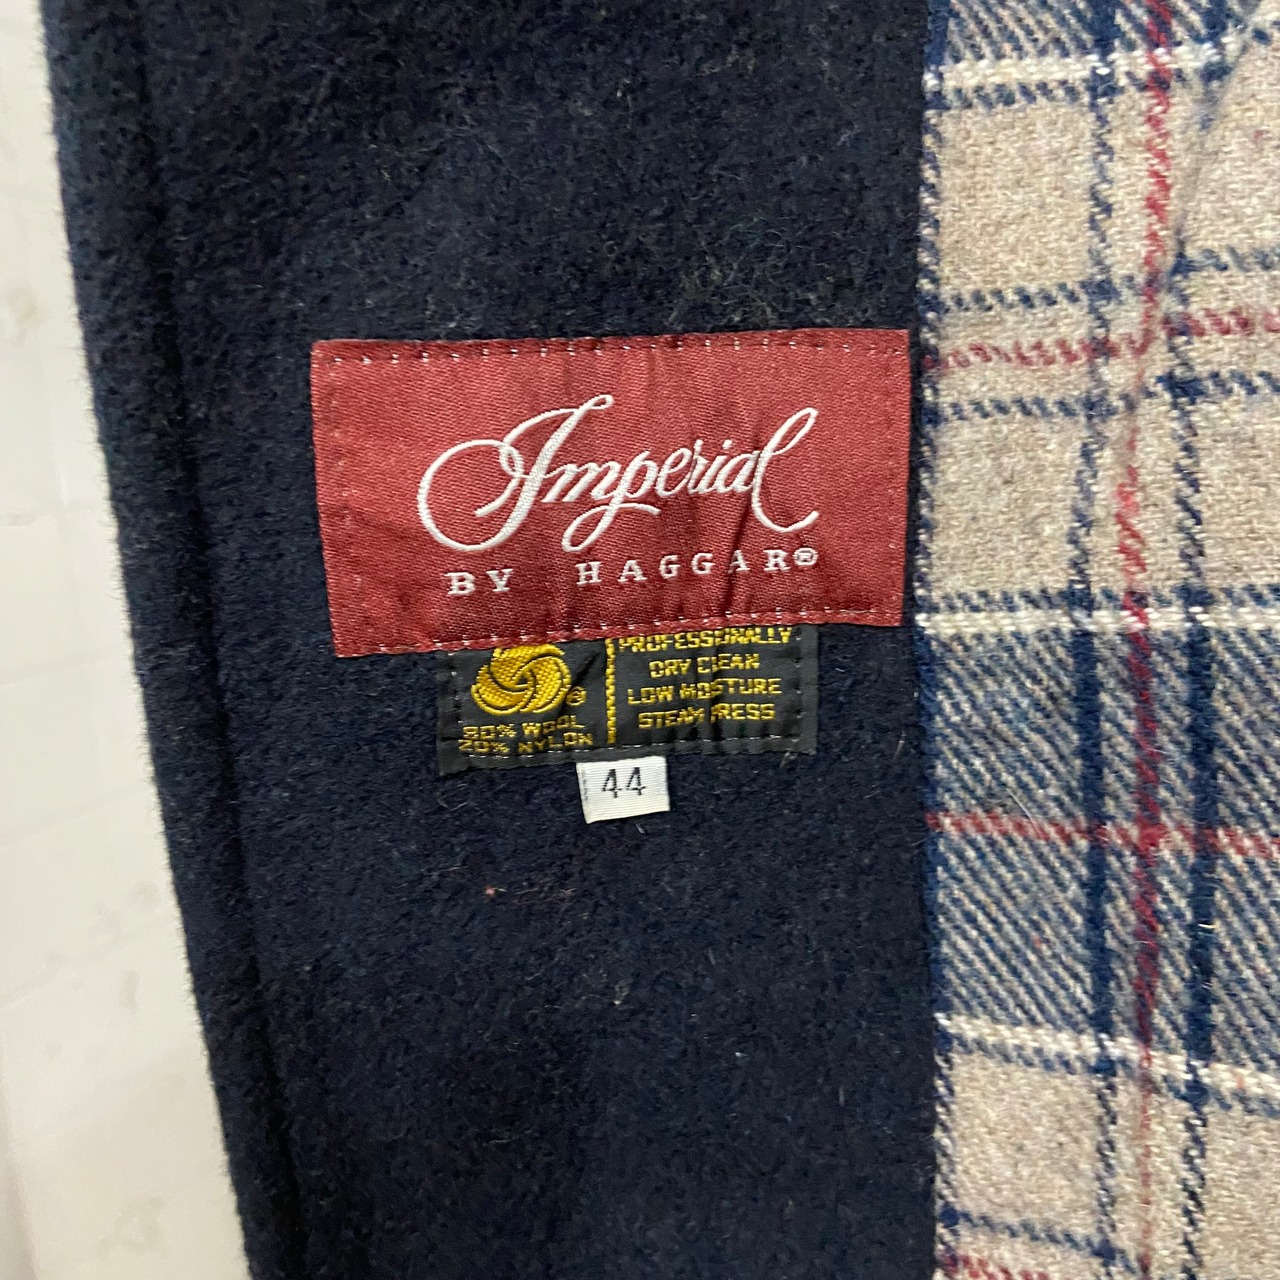 Imperial
BY HAGGAR®
®
80% WOOL
20% NYLON
PROFESSIONALLY
DRY CLEAN
LOW MOISTURE
STEAM PRESS
44